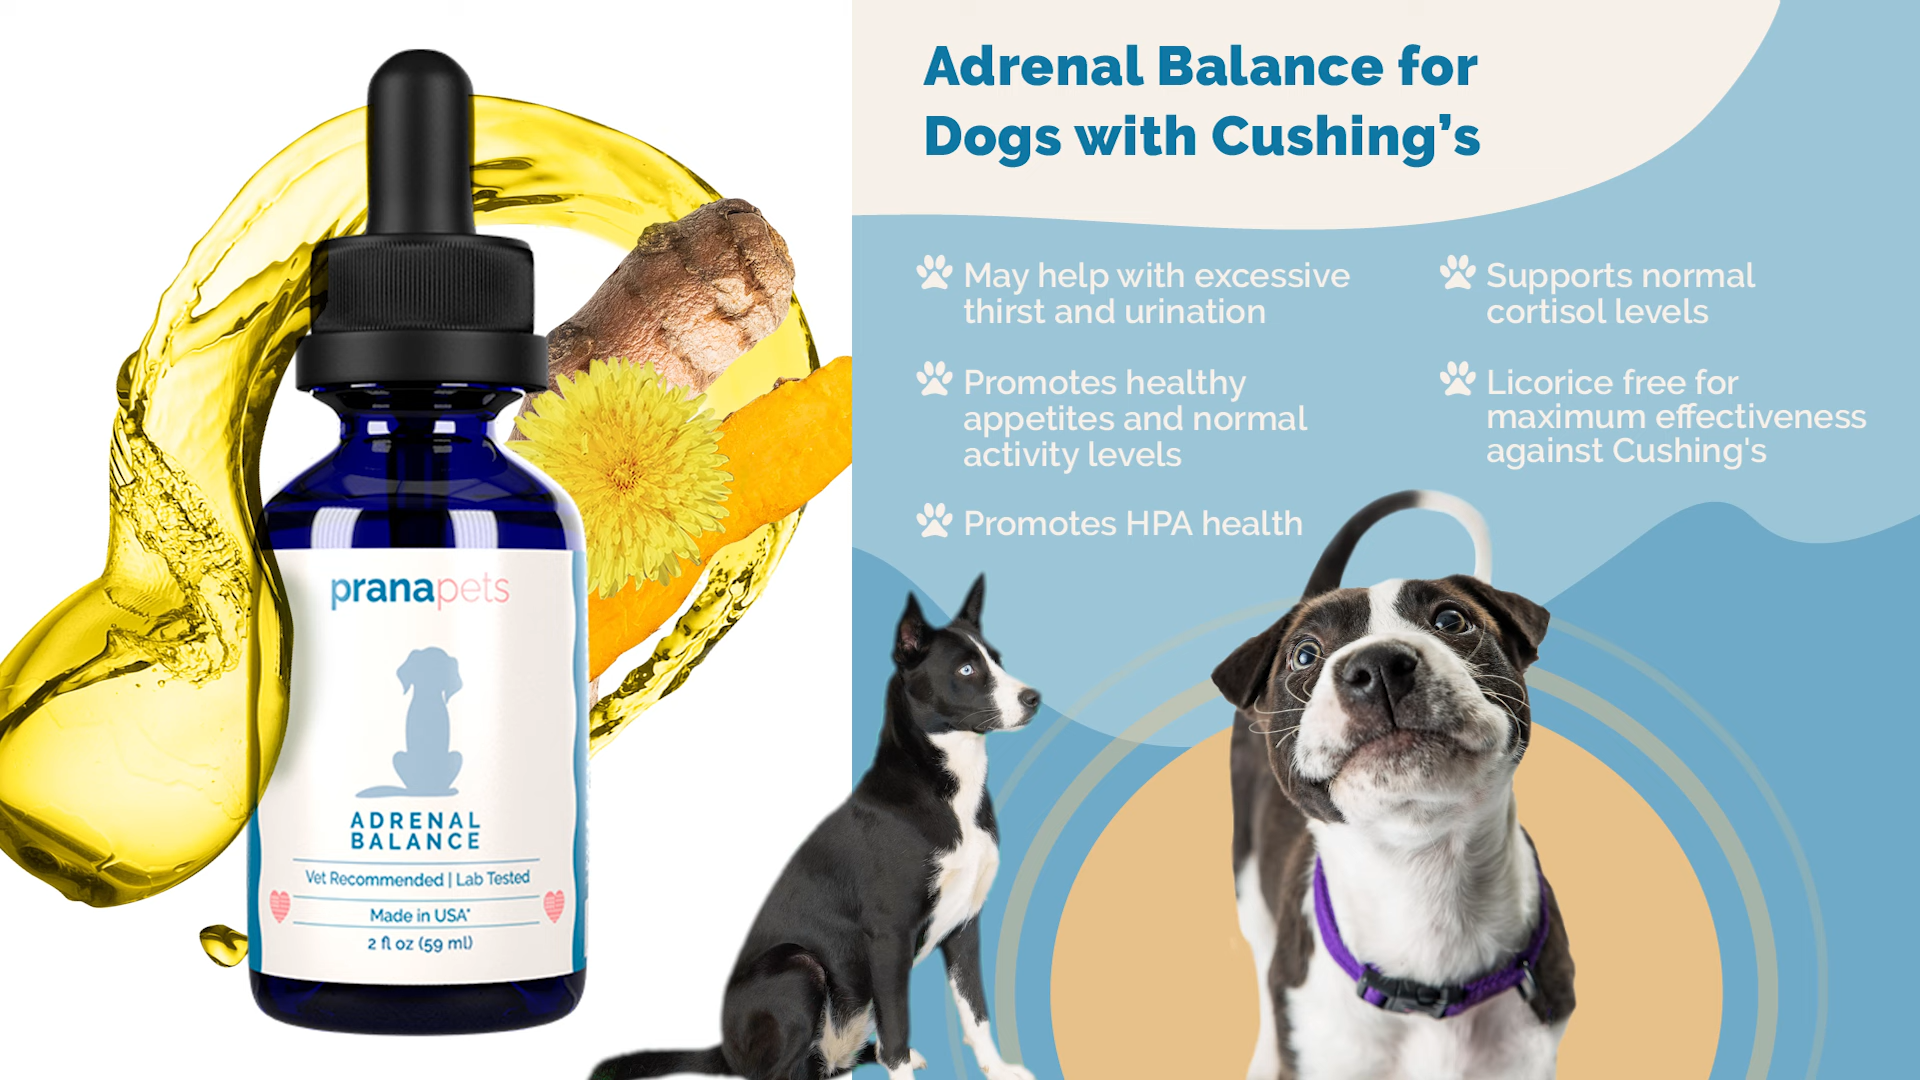 pranapets
ADRENAL
BALANCE
Vet Recommended | Lab Tested
Made in USA*
2 fl oz (59 ml)
Adrenal Balance for
Dogs with Cushing’s
May help with excessive
thirst and urination
Promotes healthy
appetites and normal
activity levels
Promotes HPA health
Supports normal
cortisol levels
Licorice free for
maximum effectiveness
against Cushing's